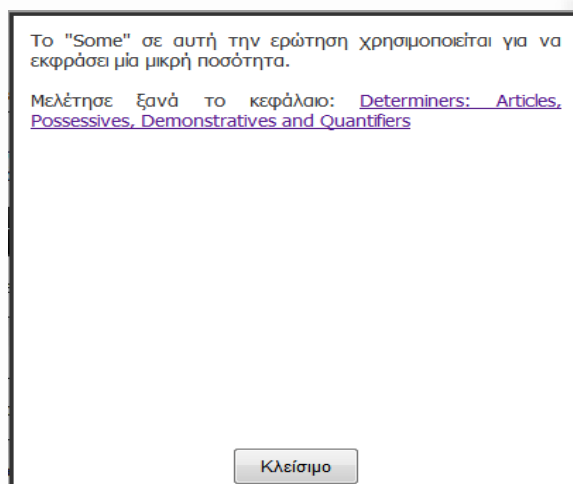 Το "Some" σε αυτή την ερώτηση χρησιμοποιείται για να
εκφράσει μία μικρή ποσότητα.
Μελέτησε ξανά το κεφάλαιο: Determiners: Articles,
Possessives, Demonstratives and Quantifiers
Κλείσιμο